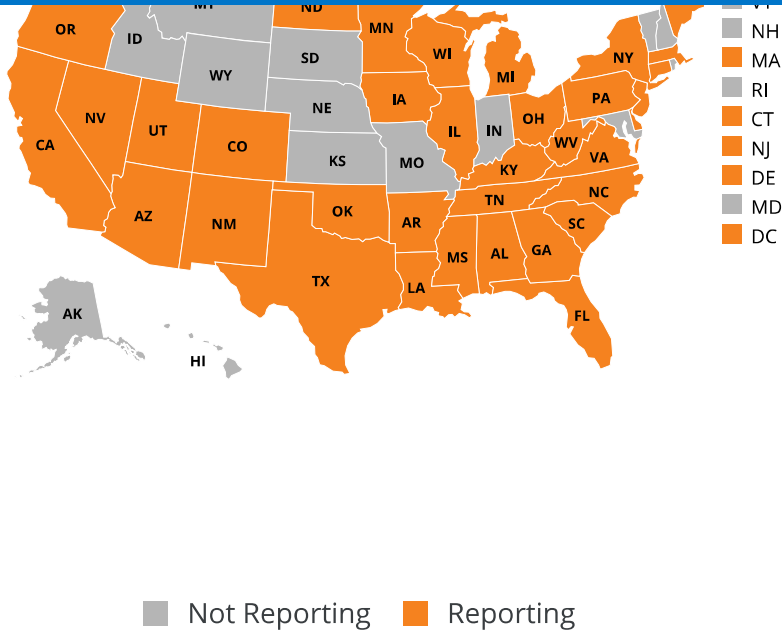 MT
ND
VT
OR
ID
MN
NH
WI
NY
MA
SD
WY
MI
RI
IA
PA
NE
NV
OH
CT
UT
IL
IN
CA
CO
WV
NJ
KS
MO
VA
KY
DE
NC
TN
MD
AZ
OK
NM
AR
SC
DC
MS
AL
GA
TX
LA
AK
FL
HI
Not Reporting
Reporting